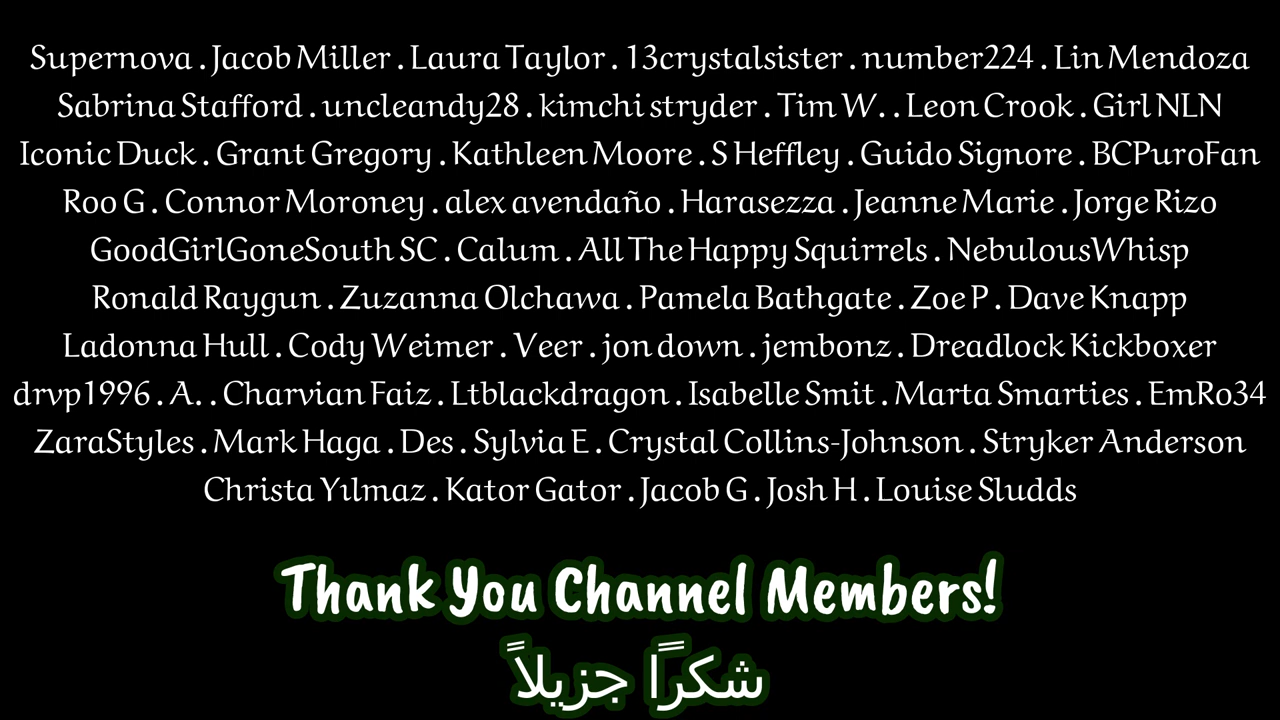 Supernova . Jacob Miller . Laura Taylor . 13crystalsister . number224 . Lin Mendoza
Sabrina Stafford . uncleandy28 . kimchi stryder . Tim W. . Leon Crook . Girl NLN
Iconic Duck . Grant Gregory . Kathleen Moore . S Heffley . Guido Signore . BCPuroFan
Roo G . Connor Moroney . alex avendaño . Harasezza . Jeanne Marie . Jorge Rizo
GoodGirlGoneSouth SC . Calum . All The Happy Squirrels . NebulousWhisp
Ronald Raygun . Zuzanna Olchawa . Pamela Bathgate . Zoe P . Dave Knapp
Ladonna Hull . Cody Weimer . Veer . jon down . jembonz . Dreadlock Kickboxer
drvp1996 . A. . Charvian Faiz . Ltblackdragon . Isabelle Smit . Marta Smarties . EmRo34
ZaraStyles . Mark Haga . Des . Sylvia E . Crystal Collins-Johnson . Stryker Anderson
Christa Yılmaz . Kator Gator . Jacob G . Josh H . Louise Sludds
Thank You Channel Members!
شكرًا جزيلاً